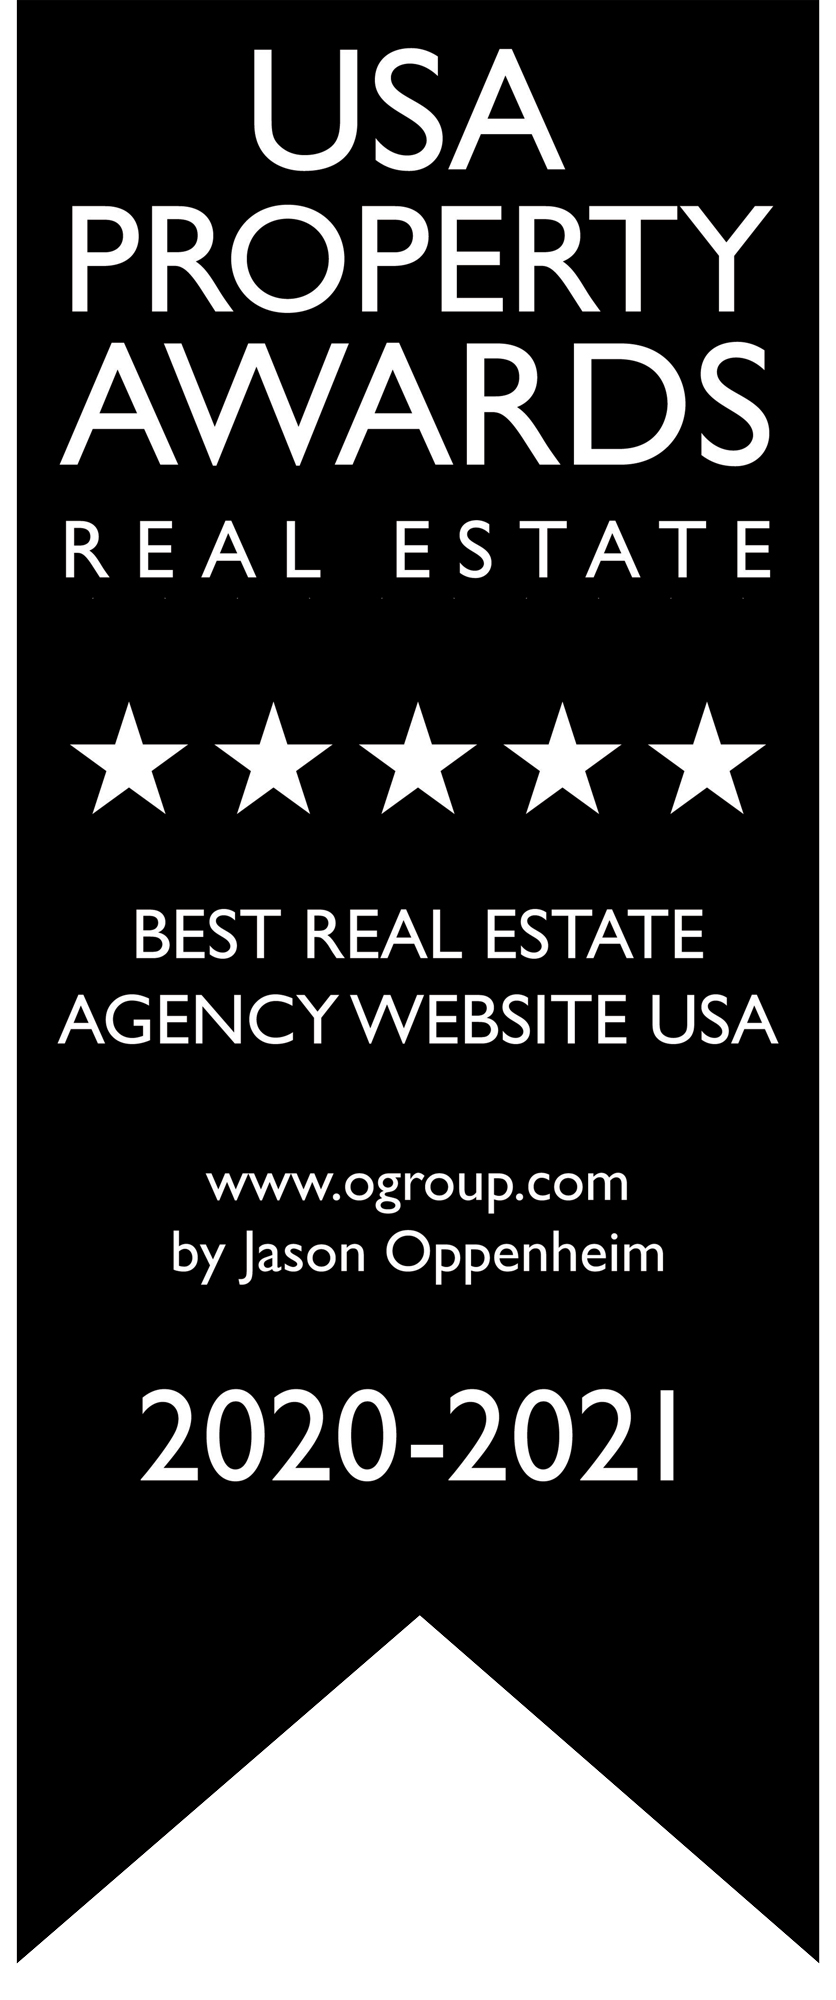 USA
PROPERTY
AWARDS
REAL ESTATE
BEST REAL ESTATE
AGENCY WEBSITE USA
www.ogroup.com
by Jason Oppenheim
2020-2021